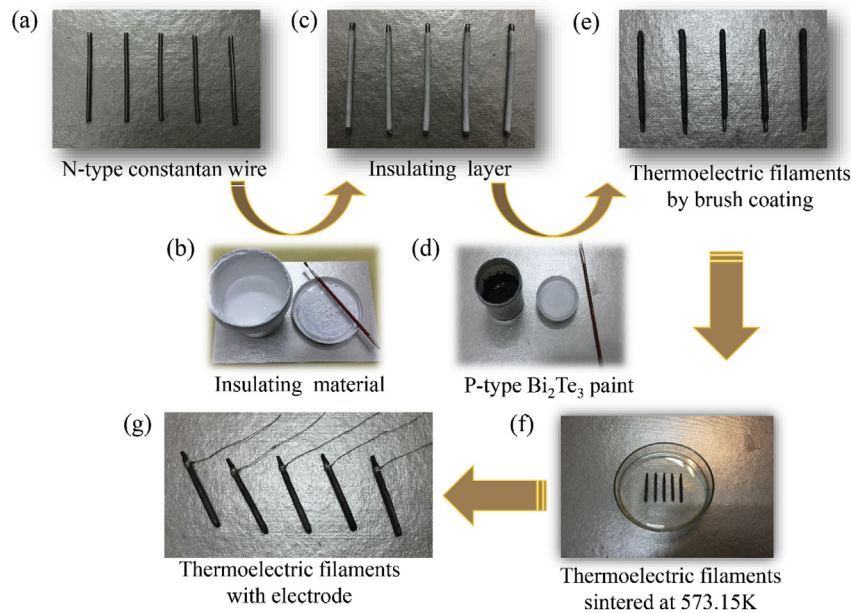 (a)
(c)
(e)
N-type constantan wire
Insulating layer
Thermoelectric filaments
by brush coating
(b)
(d)
Insulating material
P-type Bi₂Te₃ paint
(g)
(f)
Thermoelectric filaments
with electrode
Thermoelectric filaments
sintered at 573.15K